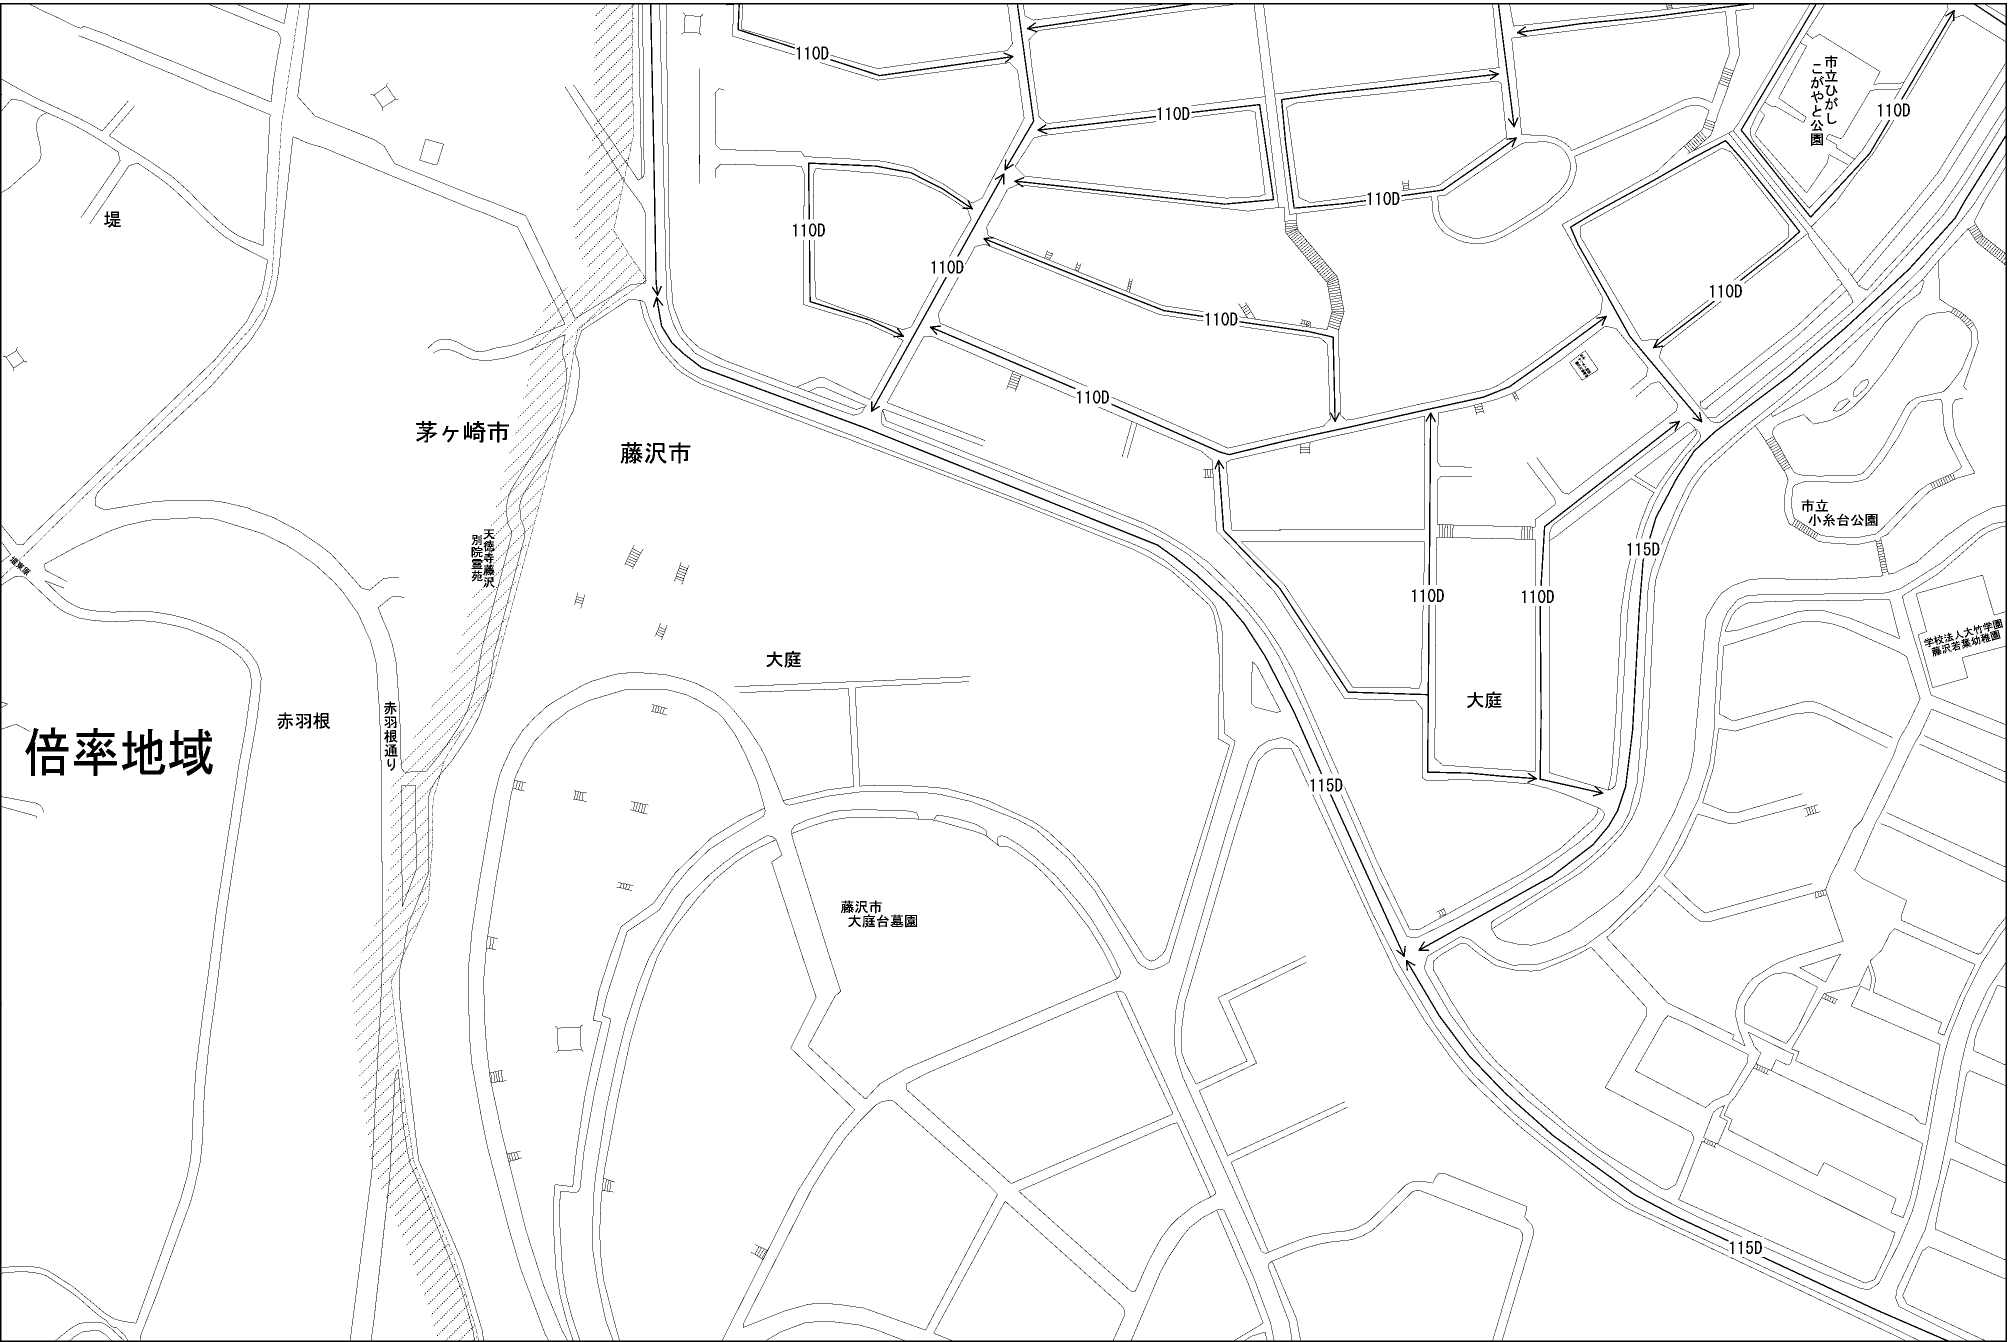 110D
市立ひがし
こがやと公園
110D
110D
堤
110D
110D
110D
110D
110D
110D
茅ヶ崎市
藤沢市
市立
小糸台公園
天徳寺藤沢
別院霊苑
堤東原
115D
110D
110D
学校法人大竹学園
藤沢若葉幼稚園
大庭
大庭
赤羽根
赤羽根通り
倍率地域
115D
藤沢市
大庭台墓園
115D